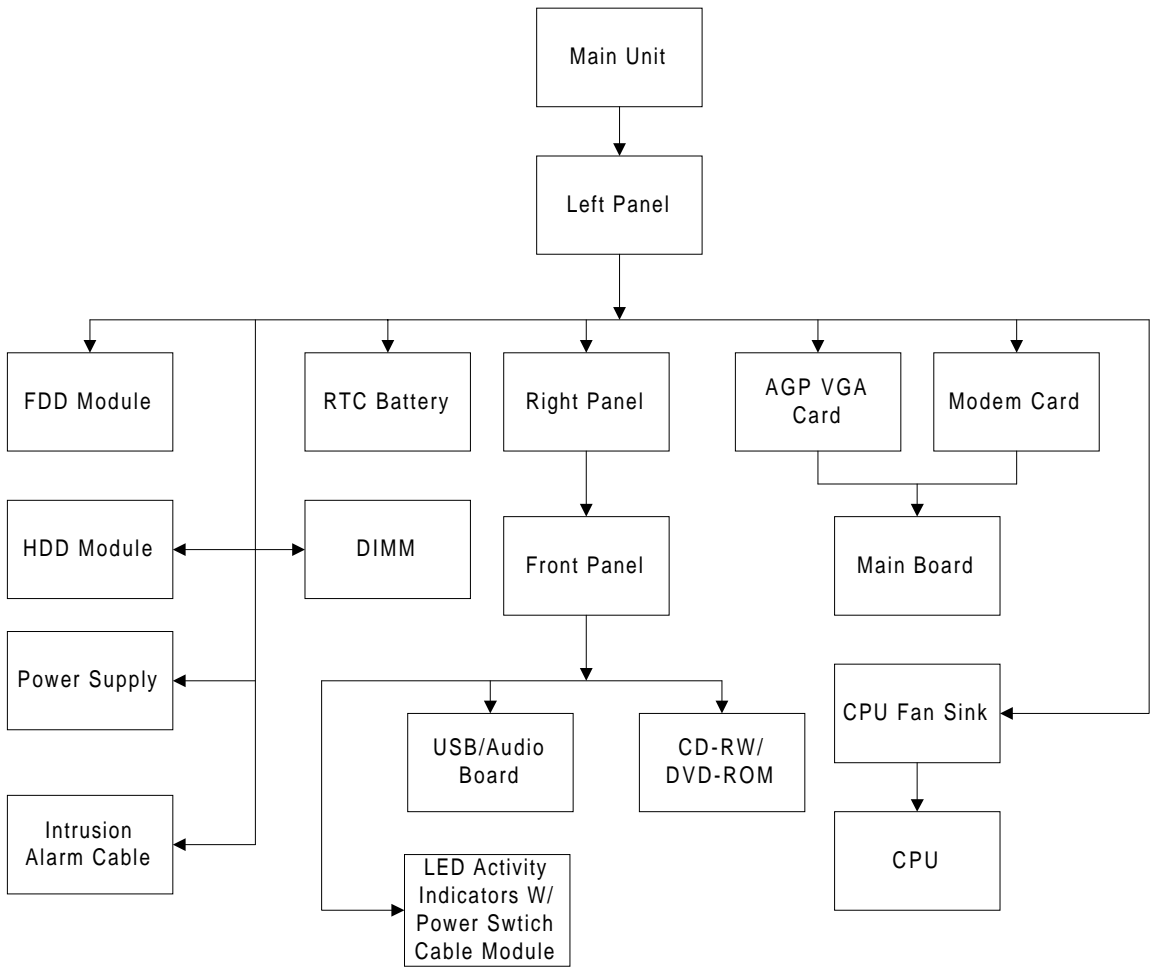 Main Unit
Left Panel
FDD Module
RTC Battery
Right Panel
AGP VGA
Card
Modem Card
HDD Module
DIMM
Front Panel
Main Board
Power Supply
USB/Audio
Board
CD-RW/
DVD-ROM
CPU Fan Sink
Intrusion
Alarm Cable
LED Activity
Indicators W/
Power Swtich
Cable Module
CPU